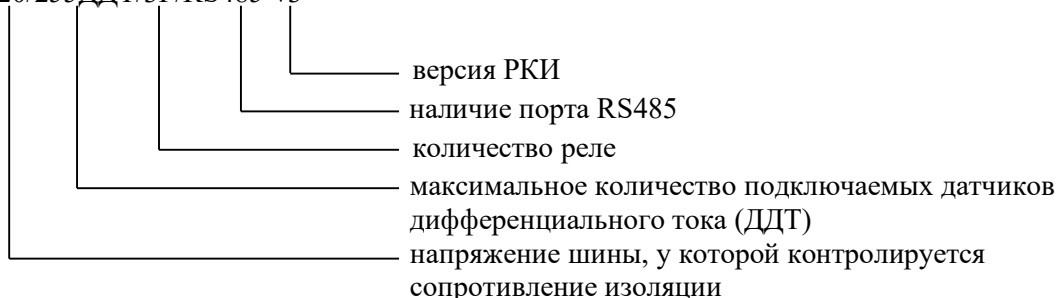 версия РКИ
наличие порта RS485
количество реле
максимальное количество подключаемых датчиков
дифференциального тока (ДДТ)
напряжение шины, у которой контролируется
сопротивление изоляции